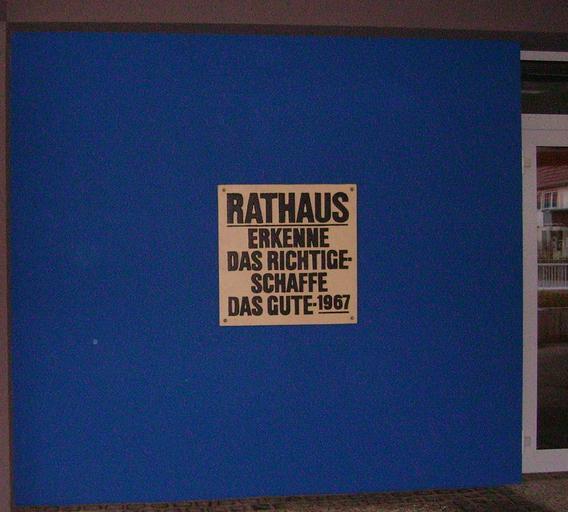 RATHAUS
ERKENNE
DAS RICHTIGE-
SCHAFFE
DAS GUTE-1967